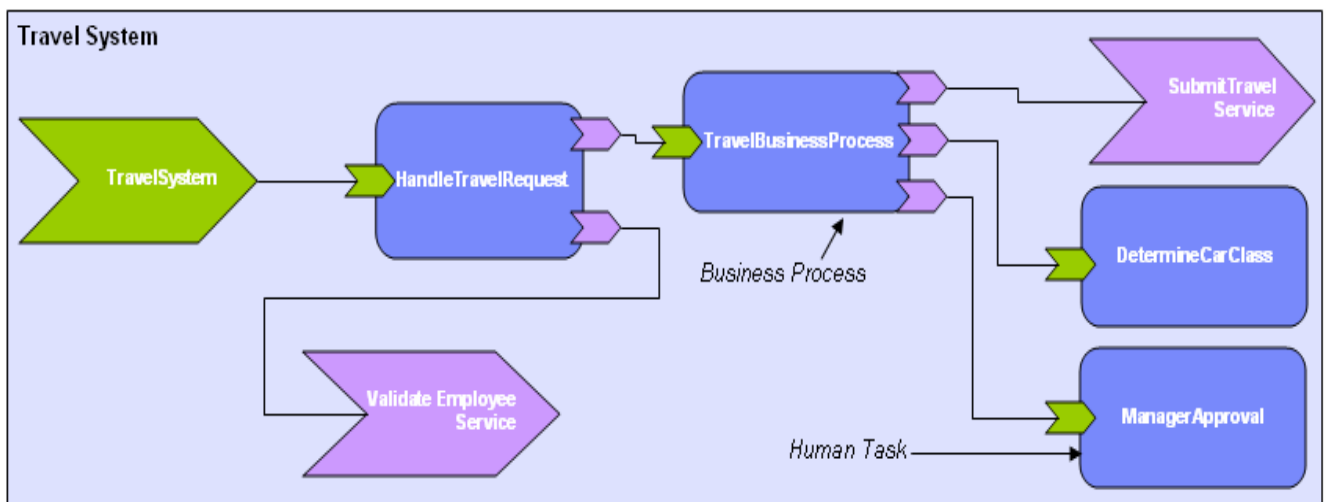 Travel System
SubmitTravel
Service
TravelBusinessProcess
TravelSystem
HandleTravelRequest
DetermineCarClass
Business Process
Validate Employee
Service
ManagerApproval
Human Task